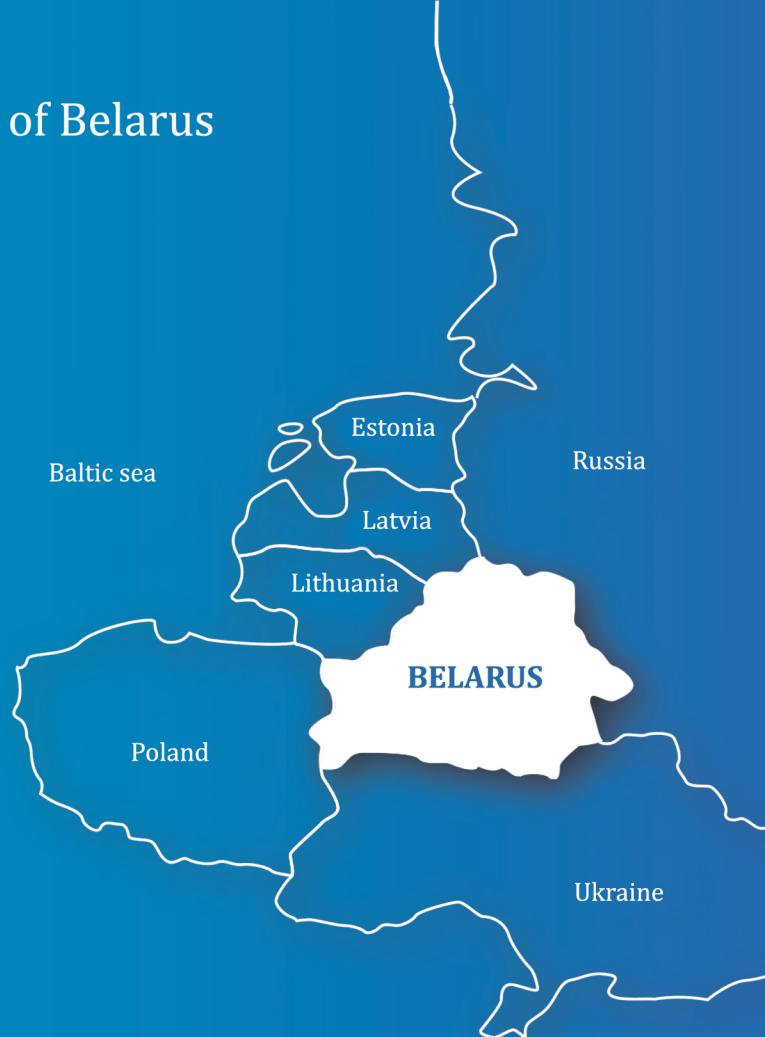 of Belarus
Estonia
Baltic sea
Russia
Latvia
Lithuania
BELARUS
Poland
Ukraine